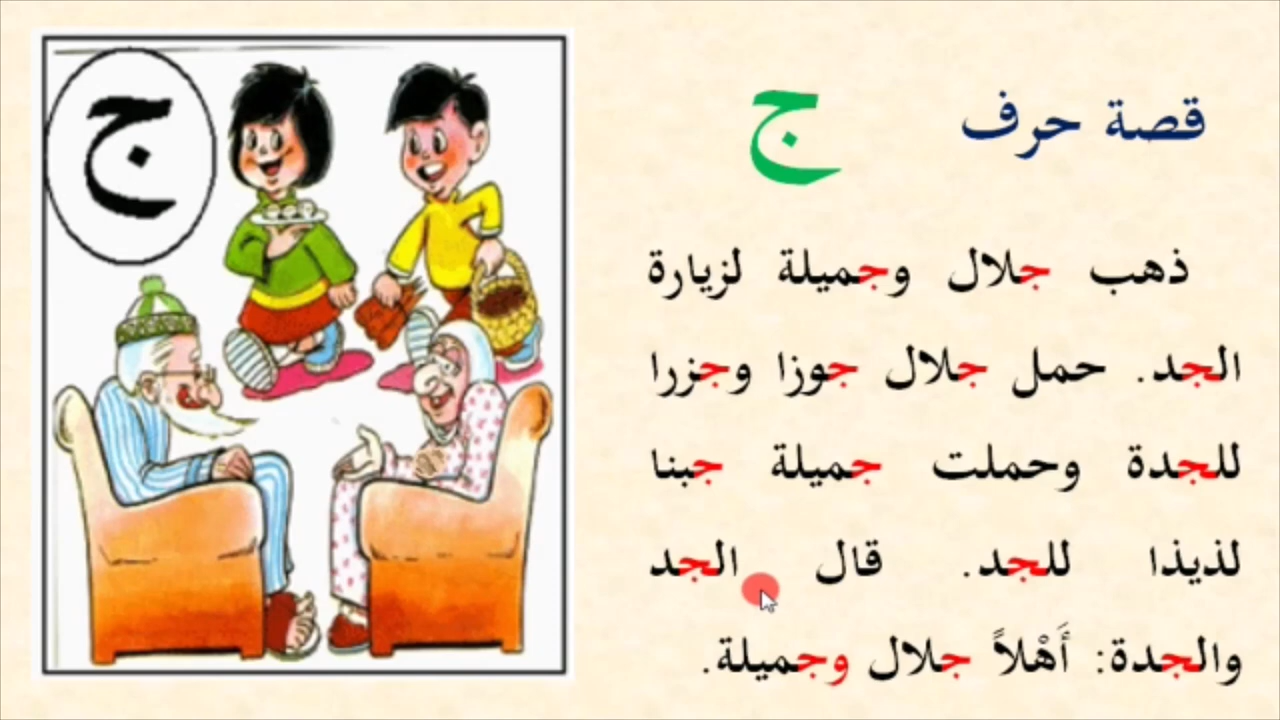 قصة حرف ج
ج
ذهب جلال وجميلة لزيارة
الجد. حمل جلال جوزا وجزرا
للجدة وحملت جميلة جبنا
لذيذا للجد. قال الجد
والجدة: أَهْلاً جلال وجميلة.